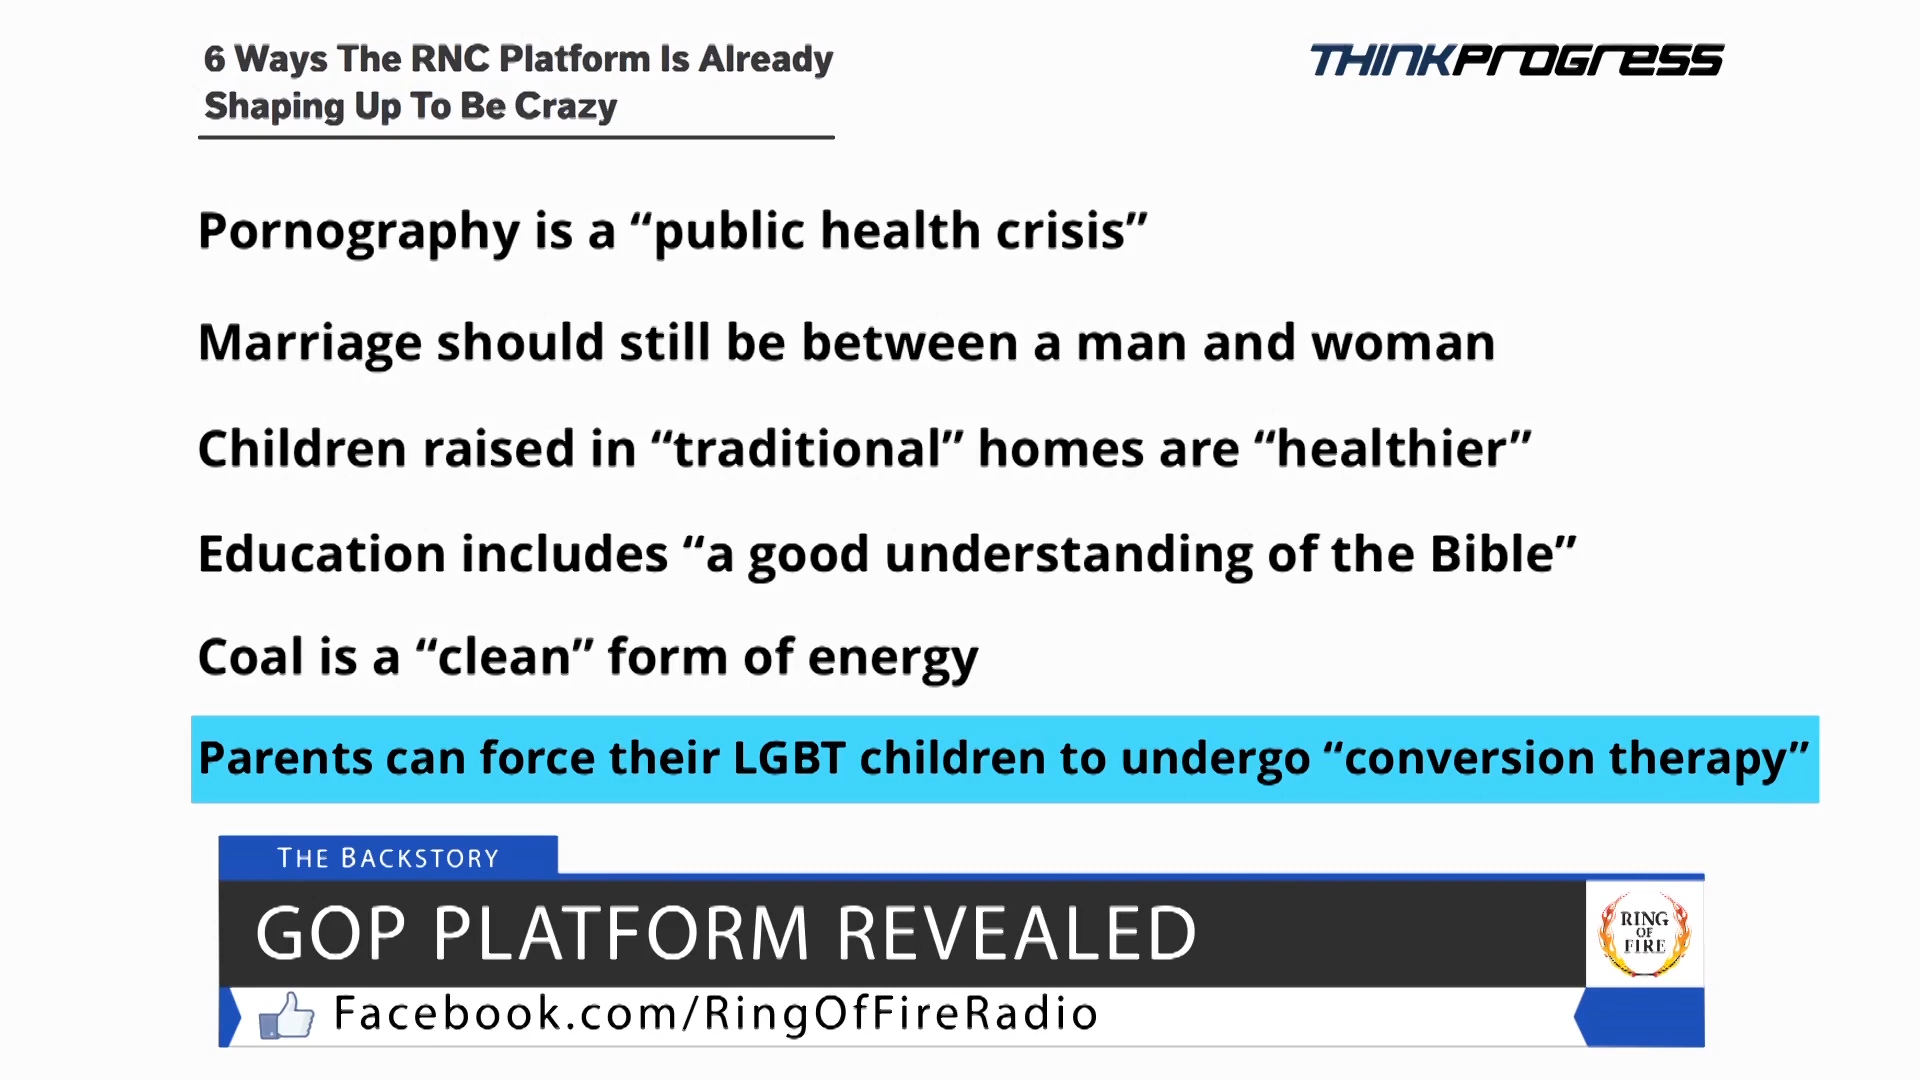 6 Ways The RNC Platform Is Already
Shaping Up To Be Crazy
THINKPROGRESS
Pornography is a “public health crisis”
Marriage should still be between a man and woman
Children raised in “traditional” homes are “healthier”
Education includes “a good understanding of the Bible”
Coal is a “clean” form of energy
Parents can force their LGBT children to undergo “conversion therapy”
THE BACKSTORY
GOP PLATFORM REVEALED
RING
OF
FIRE
Facebook.com/RingOfFireRadio